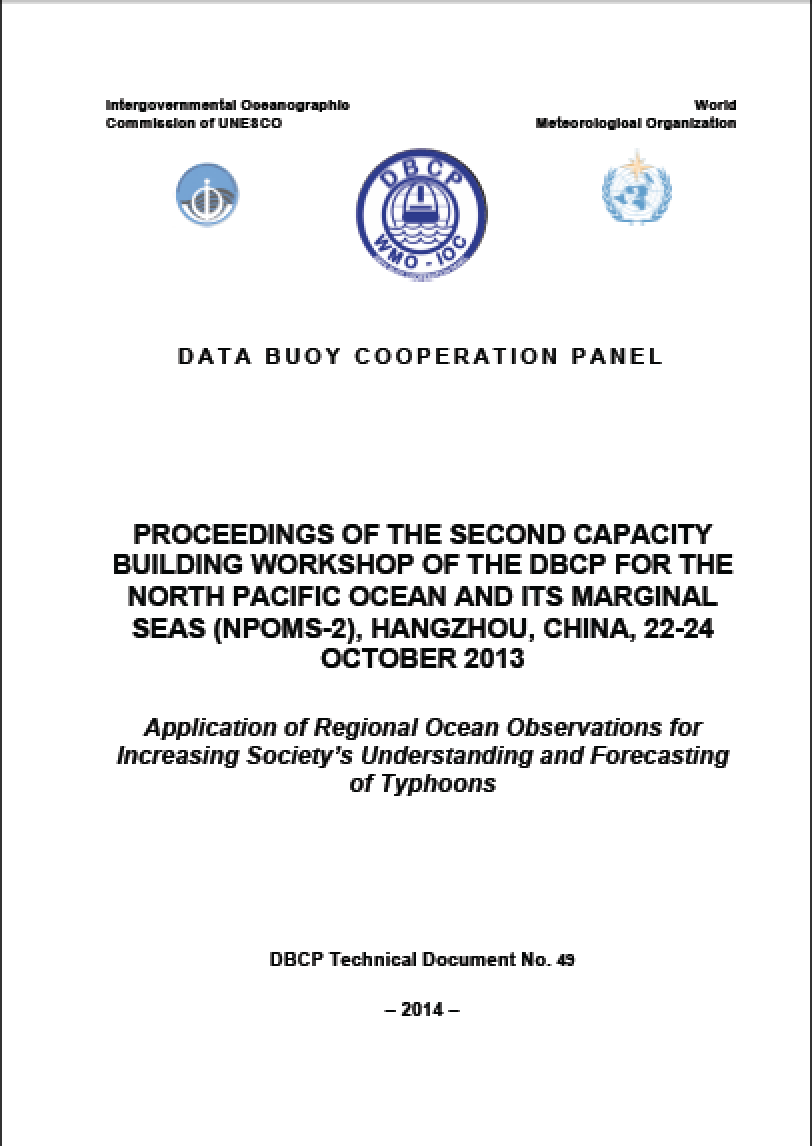 Intergovernmental Oceanographic
Commission of UNESCO
World
Meteorological Organization
DBCP
WMO - IOC
DATA BUOY COOPERATION PANEL
PROCEEDINGS OF THE SECOND CAPACITY
BUILDING WORKSHOP OF THE DBCP FOR THE
NORTH PACIFIC OCEAN AND ITS MARGINAL
SEAS (NPOMS-2), HANGZHOU, CHINA, 22-24
OCTOBER 2013
Application of Regional Ocean Observations for
Increasing Society’s Understanding and Forecasting
of Typhoons
DBCP Technical Document No. 49
– 2014 –